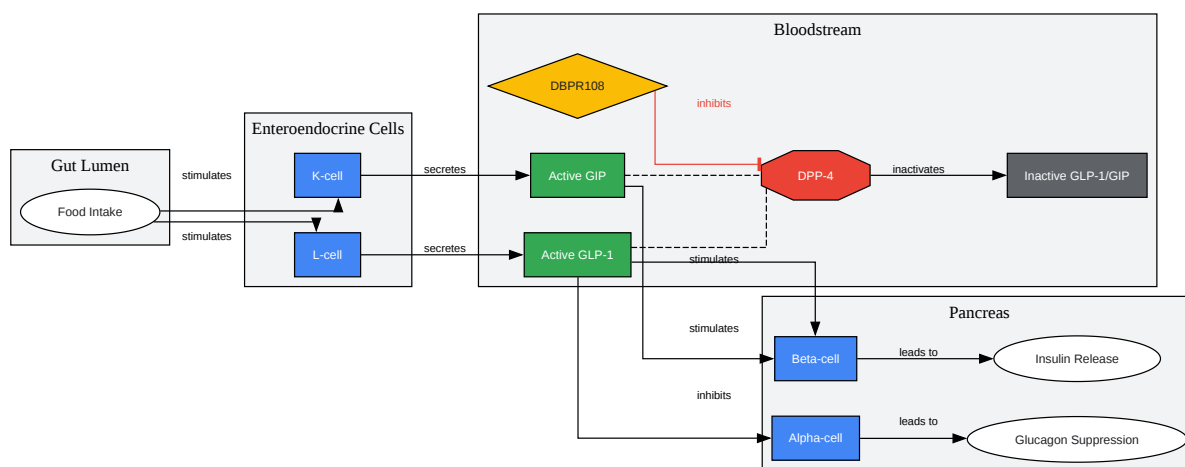 Bloodstream
DBPR108
inhibits
Enteroendocrine Cells
Gut Lumen
stimulates
K-cell
secretes
Active GIP
DPP-4
inactivates
Inactive GLP-1/GIP
Food Intake
stimulates
L-cell
secretes
Active GLP-1
stimulates
Pancreas
stimulates
Beta-cell
leads to
Insulin Release
inhibits
Alpha-cell
leads to
Glucagon Suppression